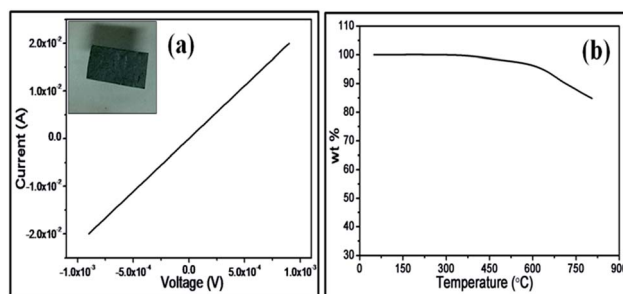 (a)
Current (A)
2.0x10⁻²
1.0x10⁻²
0.0
-1.0x10⁻²
-2.0x10⁻²
-1.0x10⁻³ -5.0x10⁻⁴ 0.0 5.0x10⁻⁴ 1.0x10⁻³
Voltage (V)
(b)
wt %
110
100
90
80
70
60
50
40
30
0 150 300 450 600 750 900
Temperature (°C)